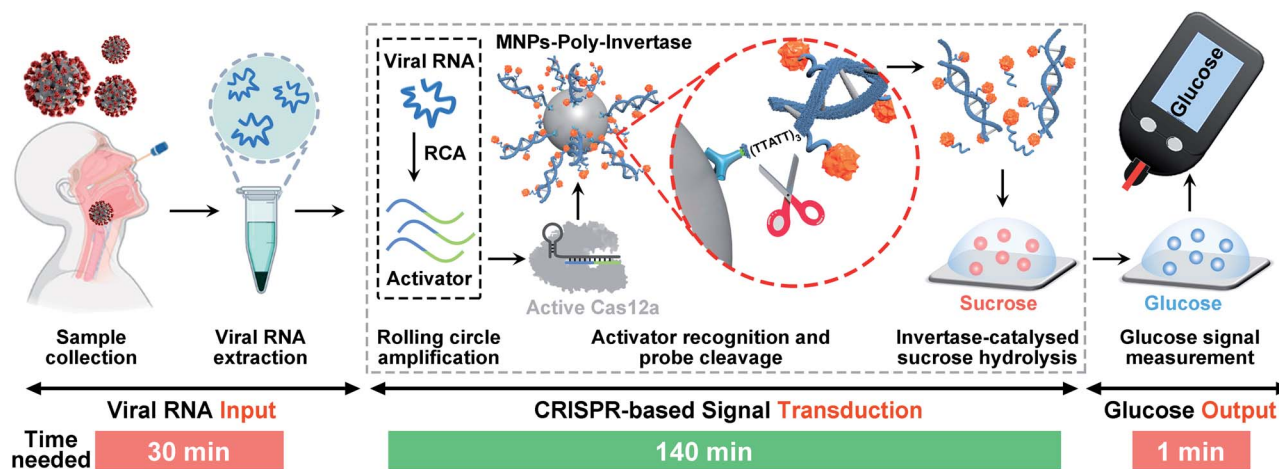 MNPs-Poly-Invertase
Viral RNA
RCA
Activator
Active Cas12a
(TTATT)3
Sucrose
Glucose
Glucose
Sample
collection
Viral RNA
extraction
Rolling circle
amplification
Activator recognition and
probe cleavage
Invertase-catalysed
sucrose hydrolysis
Glucose signal
measurement
Viral RNA Input
CRISPR-based Signal Transduction
Glucose Output
Time
needed
30 min
140 min
1 min